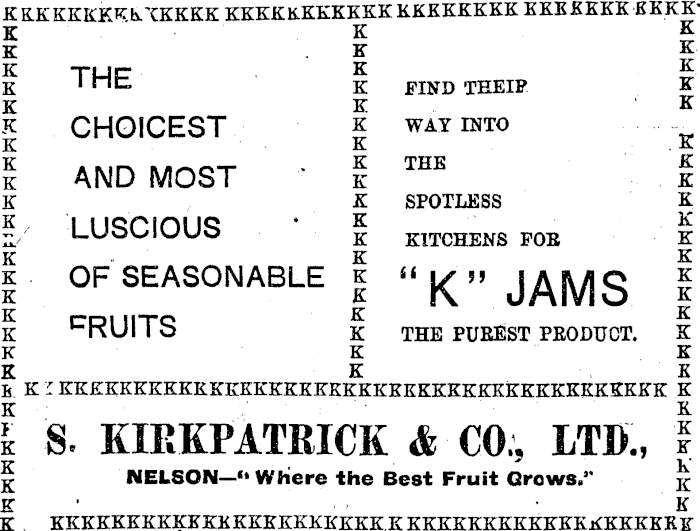 THE
CHOICEST
AND MOST
LUSCIOUS
OF SEASONABLE
FRUITS
FIND THEIR
WAY INTO
THE
SPOTLESS
KITCHENS FOR
“K” JAMS
THE PUREST PRODUCT.
S. KIRKPATRICK & CO., LTD.,
NELSON—“Where the Best Fruit Grows.”